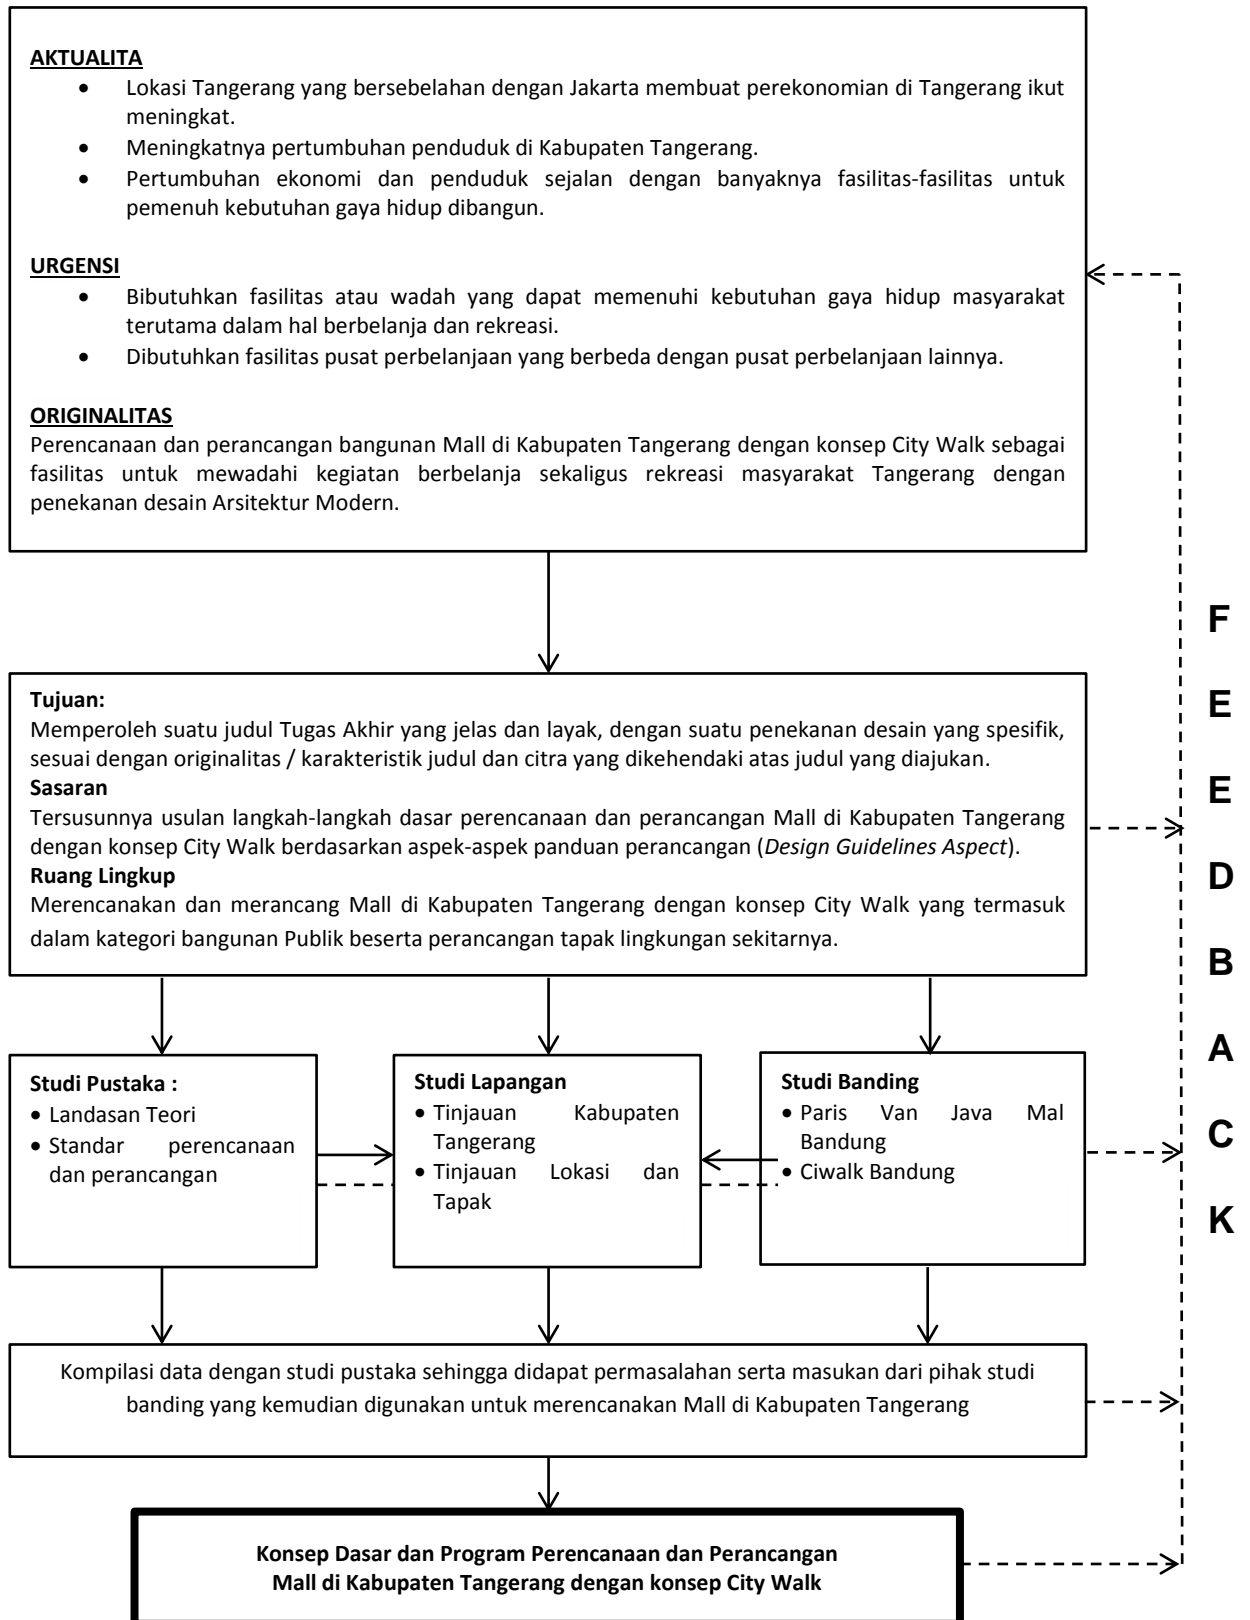 AKTUALITA
• Lokasi Tangerang yang bersebelahan dengan Jakarta membuat perekonomian di Tangerang ikut
meningkat.
• Meningkatnya pertumbuhan penduduk di Kabupaten Tangerang.
• Pertumbuhan ekonomi dan penduduk sejalan dengan banyaknya fasilitas-fasilitas untuk
pemenuh kebutuhan gaya hidup dibangun.
URGENSI
• Bibutuhkan fasilitas atau wadah yang dapat memenuhi kebutuhan gaya hidup masyarakat
terutama dalam hal berbelanja dan rekreasi.
• Dibutuhkan fasilitas pusat perbelanjaan yang berbeda dengan pusat perbelanjaan lainnya.
ORIGINALITAS
Perencanaan dan perancangan bangunan Mall di Kabupaten Tangerang dengan konsep City Walk sebagai
fasilitas untuk mewadahi kegiatan berbelanja sekaligus rekreasi masyarakat Tangerang dengan
penekanan desain Arsitektur Modern.
Tujuan:
Memperoleh suatu judul Tugas Akhir yang jelas dan layak, dengan suatu penekanan desain yang spesifik,
sesuai dengan originalitas / karakteristik judul dan citra yang dikehendaki atas judul yang diajukan.
Sasaran
Tersusunnya usulan langkah-langkah dasar perencanaan dan perancangan Mall di Kabupaten Tangerang
dengan konsep City Walk berdasarkan aspek-aspek panduan perancangan (Design Guidelines Aspect).
Ruang Lingkup
Merencanakan dan merancang Mall di Kabupaten Tangerang dengan konsep City Walk yang termasuk
dalam kategori bangunan Publik beserta perancangan tapak lingkungan sekitarnya.
Studi Pustaka :
• Landasan Teori
• Standar perencanaan
dan perancangan
Studi Lapangan
• Tinjauan Kabupaten
Tangerang
• Tinjauan Lokasi dan
Tapak
Studi Banding
• Paris Van Java Mal
Bandung
• Ciwalk Bandung
Kompilasi data dengan studi pustaka sehingga didapat permasalahan serta masukan dari pihak studi
banding yang kemudian digunakan untuk merencanakan Mall di Kabupaten Tangerang
Konsep Dasar dan Program Perencanaan dan Perancangan
Mall di Kabupaten Tangerang dengan konsep City Walk
F
E
E
D
B
A
C
K